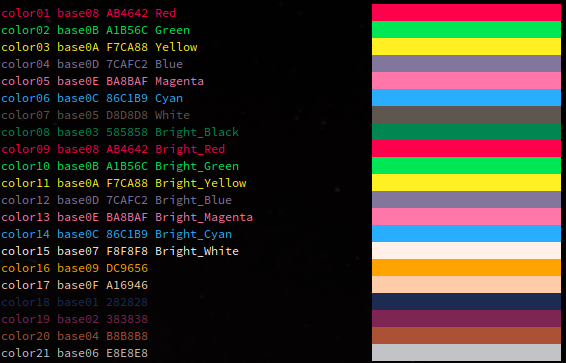 color01 base08 AB4642 Red
color02 base0B A1B56C Green
color03 base0A F7CA88 Yellow
color04 base0D 7CAFC2 Blue
color05 base0E BA8BAF Magenta
color06 base0C 86C1B9 Cyan
color07 base05 D8D8D8 White
color08 base03 585858 Bright_Black
color09 base08 AB4642 Bright_Red
color10 base0B A1B56C Bright_Green
color11 base0A F7CA88 Bright_Yellow
color12 base0D 7CAFC2 Bright_Blue
color13 base0E BA8BAF Bright_Magenta
color14 base0C 86C1B9 Bright_Cyan
color15 base07 F8F8F8 Bright_White
color16 base09 DC9656
color17 base0F A16946
color18 base01 282828
color19 base02 383838
color20 base04 B8B8B8
color21 base06 E8E8E8